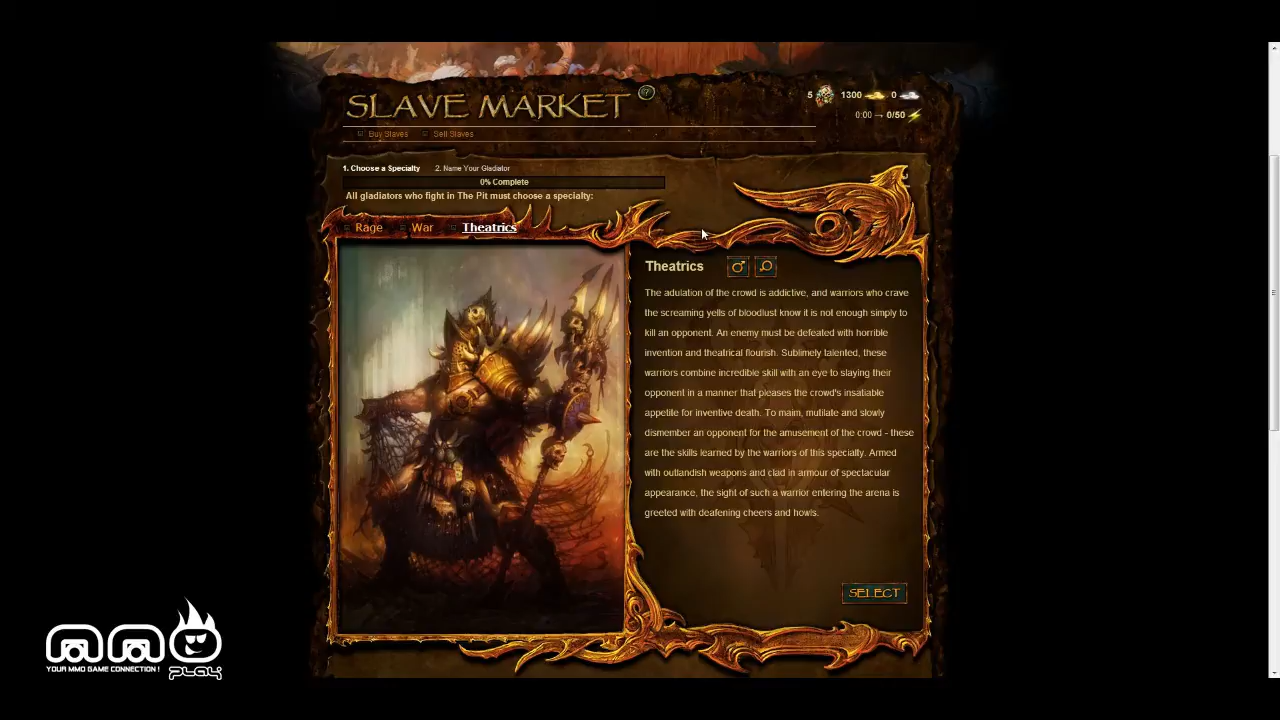 SLAVE MARKET ?
5 1300 0
0:00 → 0/50
Buy Slaves Sell Slaves
1. Choose a Specialty 2. Name Your Gladiator
0% Complete
All gladiators who fight in The Pit must choose a specialty:
Rage War Theatrics
Theatrics
The adulation of the crowd is addictive, and warriors who crave
the screaming yells of bloodlust know it is not enough simply to
kill an opponent. An enemy must be defeated with horrible
invention and theatrical flourish. Sublimely talented, these
warriors combine incredible skill with an eye to slaying their
opponent in a manner that pleases the crowd's insatiable
appetite for inventive death. To maim, mutilate and slowly
dismember an opponent for the amusement of the crowd - these
are the skills learned by the warriors of this specialty. Armed
with outlandish weapons and clad in armour of spectacular
appearance, the sight of such a warrior entering the arena is
greeted with deafening cheers and howls.
SELECT
mmo
YOUR MMO GAME CONNECTION ! PLAY